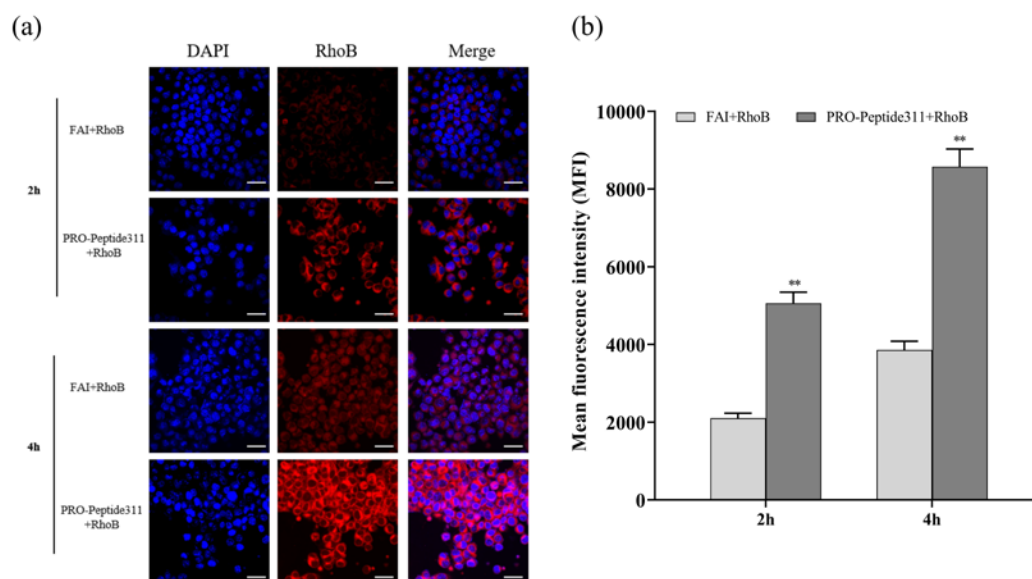 (a)
DAPI
RhoB
Merge
2h
FAI+RhoB
PRO-Peptide311
+RhoB
4h
FAI+RhoB
PRO-Peptide311
+RhoB
(b)
FAI+RhoB
PRO-Peptide311+RhoB
Mean fluorescence intensity (MFI)
10000
8000
6000
4000
2000
0
**
**
2h
4h